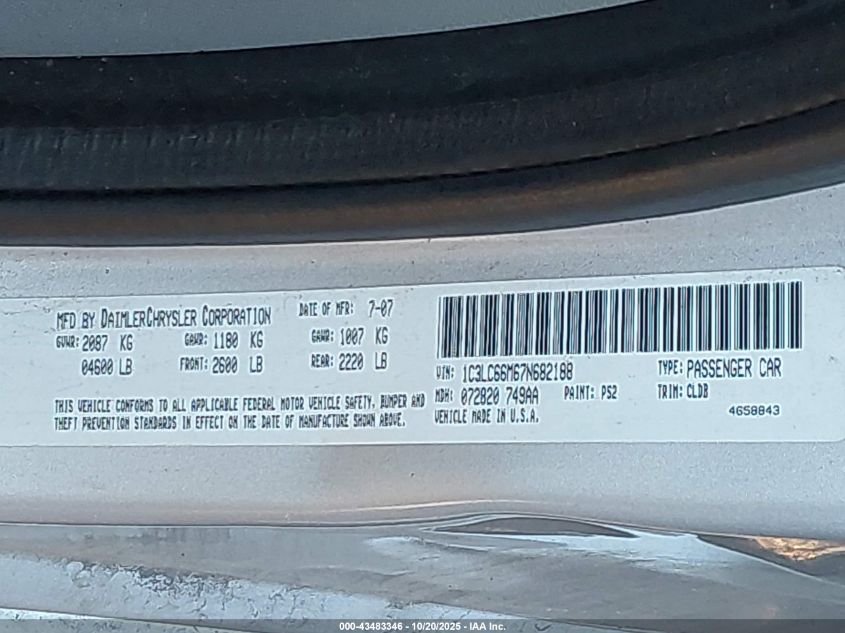 MFD BY DAIMLERCHRYSLER CORPORATION DATE OF MFR: 7-07
GVWR: 2087 KG GAWR: 1180 KG GAWR: 1007 KG
04600 LB FRONT: 2600 LB REAR: 2220 LB
THIS VEHICLE CONFORMS TO ALL APPLICABLE FEDERAL MOTOR VEHICLE SAFETY, BUMPER AND
THEFT PREVENTION STANDARDS IN EFFECT ON THE DATE OF MANUFACTURE SHOWN ABOVE.
VIN: 1C3LC66M67N682188 TYPE: PASSENGER CAR
MDH: 072820 749AA PAINT: PS2 TRIM: CLDB
VEHICLE MADE IN U.S.A. 4658843
000-43483346 - 10/20/2025 - IAA Inc.